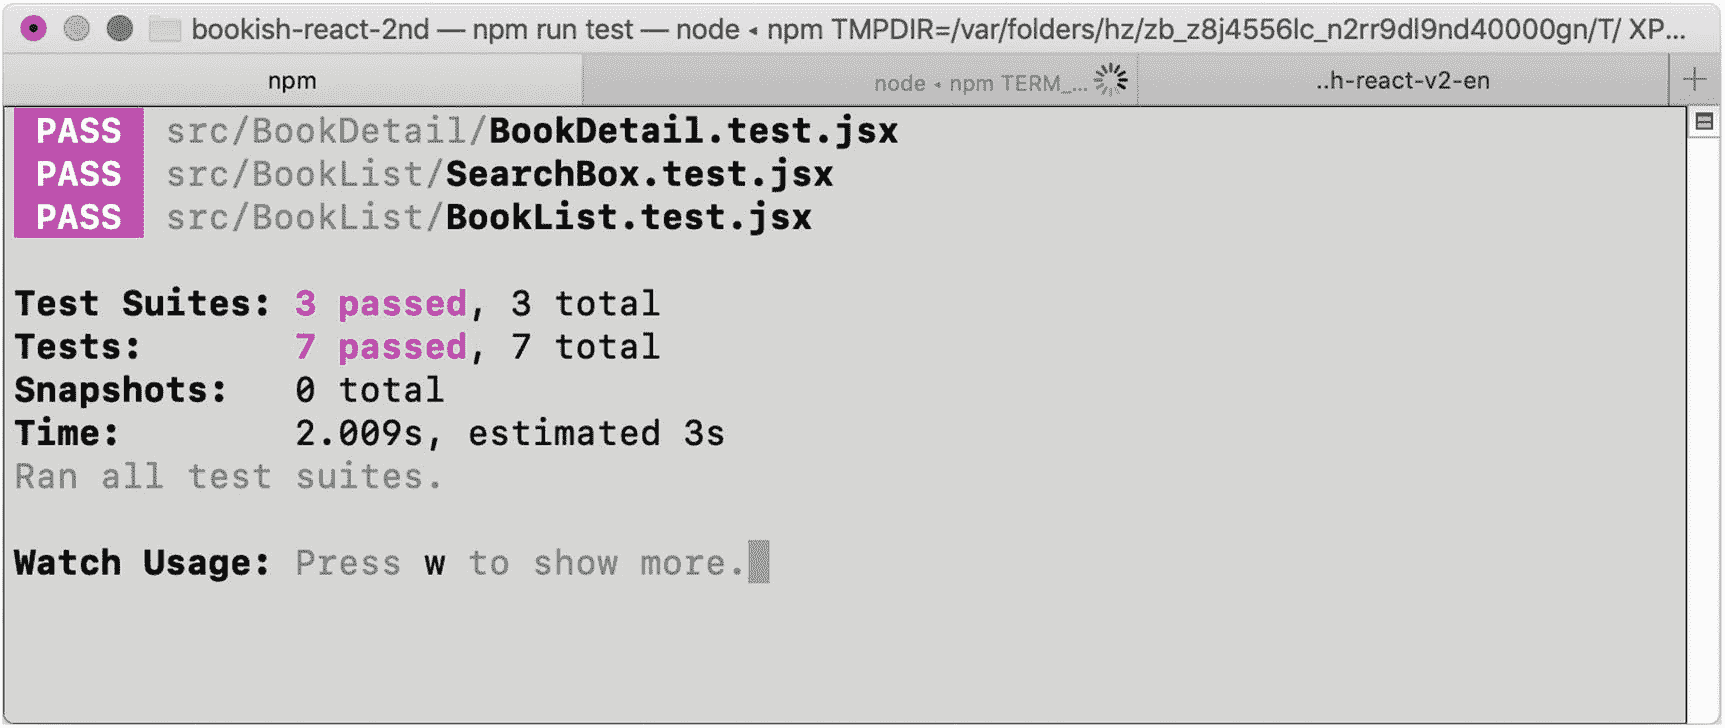 bookish-react-2nd — npm run test — node ◂ npm TMPDIR=/var/folders/hz/zb_z8j4556lc_n2rr9dl9nd40000gn/T/ XP...
npm node ◂ npm TERM_... ..h-react-v2-en
PASS src/BookDetail/BookDetail.test.jsx
PASS src/BookList/SearchBox.test.jsx
PASS src/BookList/BookList.test.jsx
Test Suites: 3 passed, 3 total
Tests: 7 passed, 7 total
Snapshots: 0 total
Time: 2.009s, estimated 3s
Ran all test suites.
Watch Usage: Press w to show more.